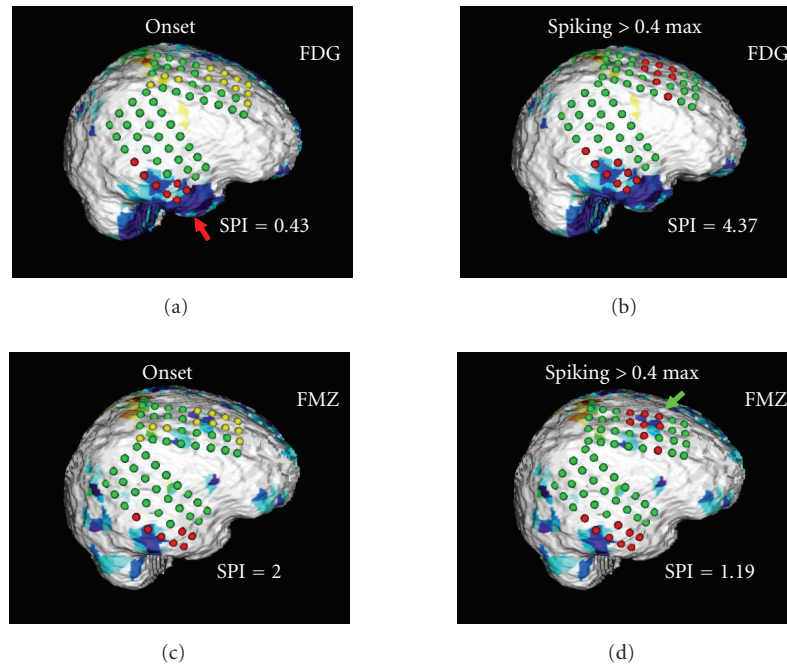 Onset
FDG
SPI = 0.43
(a)
Spiking > 0.4 max
FDG
SPI = 4.37
(b)
Onset
FMZ
SPI = 2
(c)
Spiking > 0.4 max
FMZ
SPI = 1.19
(d)